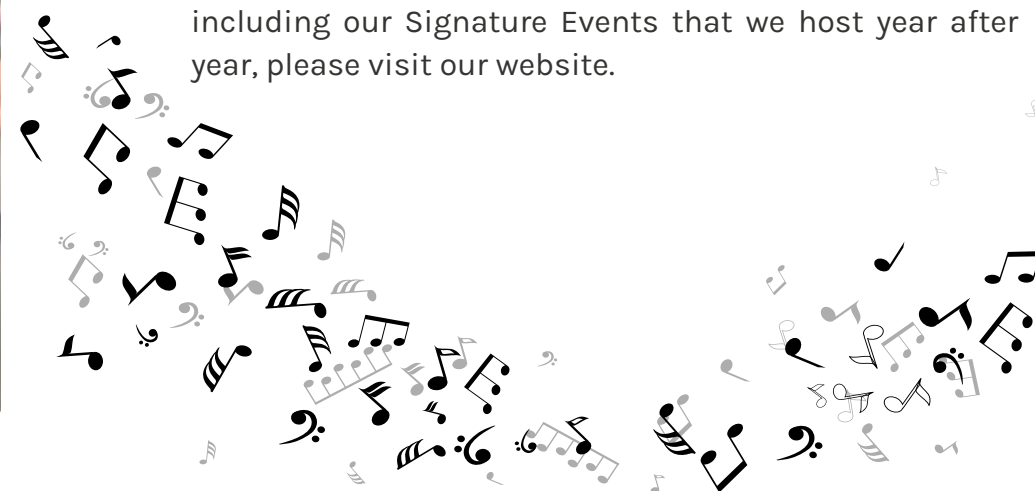 including our Signature Events that we host year after
year, please visit our website.